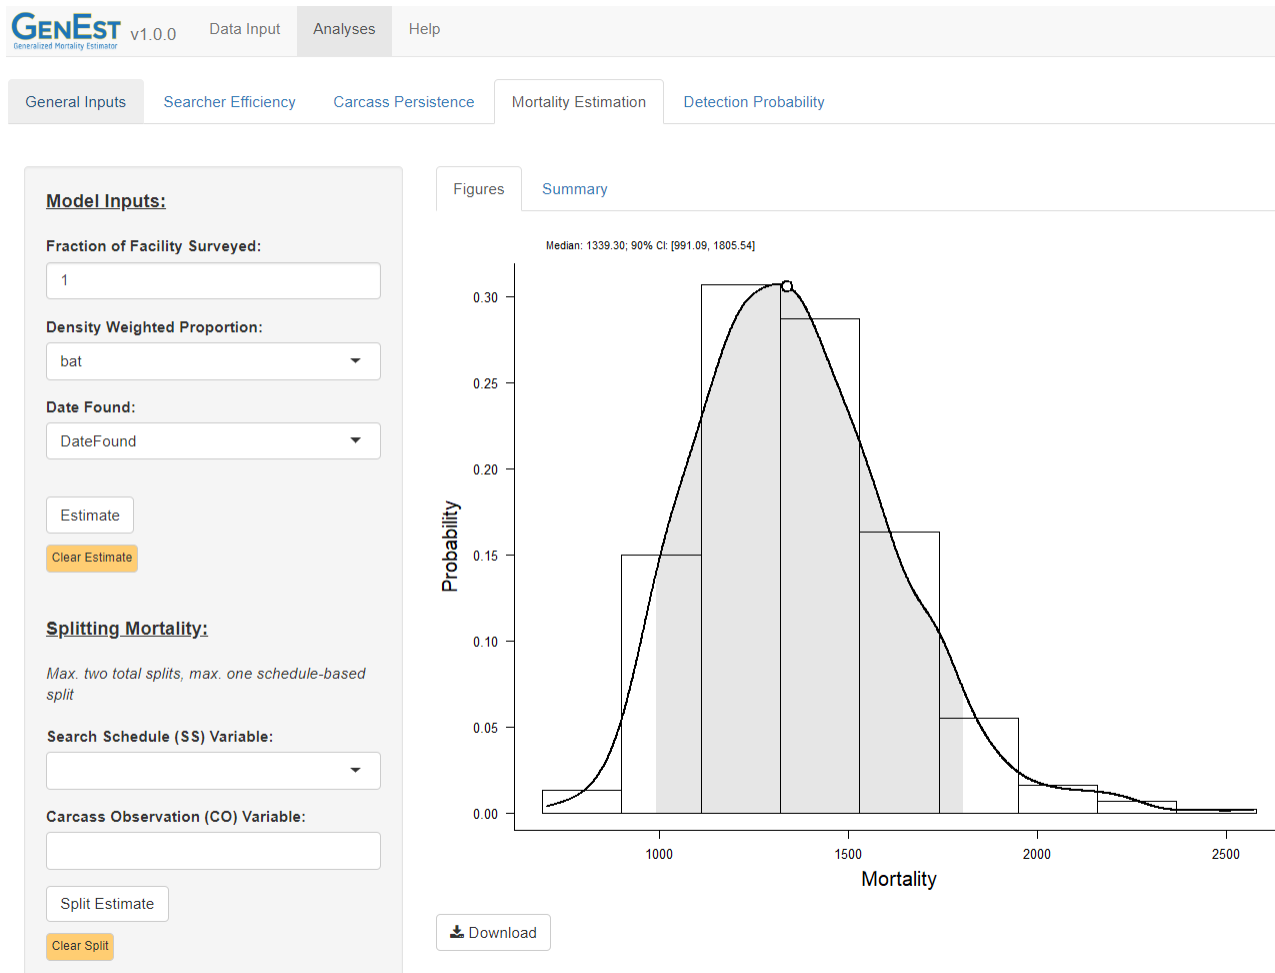 GENEST v1.0.0 Data Input Analyses Help
Generalized Mortality Estimator
General Inputs Searcher Efficiency Carcass Persistence Mortality Estimation Detection Probability
Model Inputs:
Fraction of Facility Surveyed:
1
Density Weighted Proportion:
bat
Date Found:
DateFound
Estimate
Clear Estimate
Splitting Mortality:
Max. two total splits, max. one schedule-based
split
Search Schedule (SS) Variable:
Carcass Observation (CO) Variable:
Split Estimate
Clear Split
Figures Summary
Median: 1339.30; 90% CI: [991.09, 1805.54]
Probability
0.30
0.25
0.20
0.15
0.10
0.05
0.00
1000 1500 2000 2500
Mortality
Download